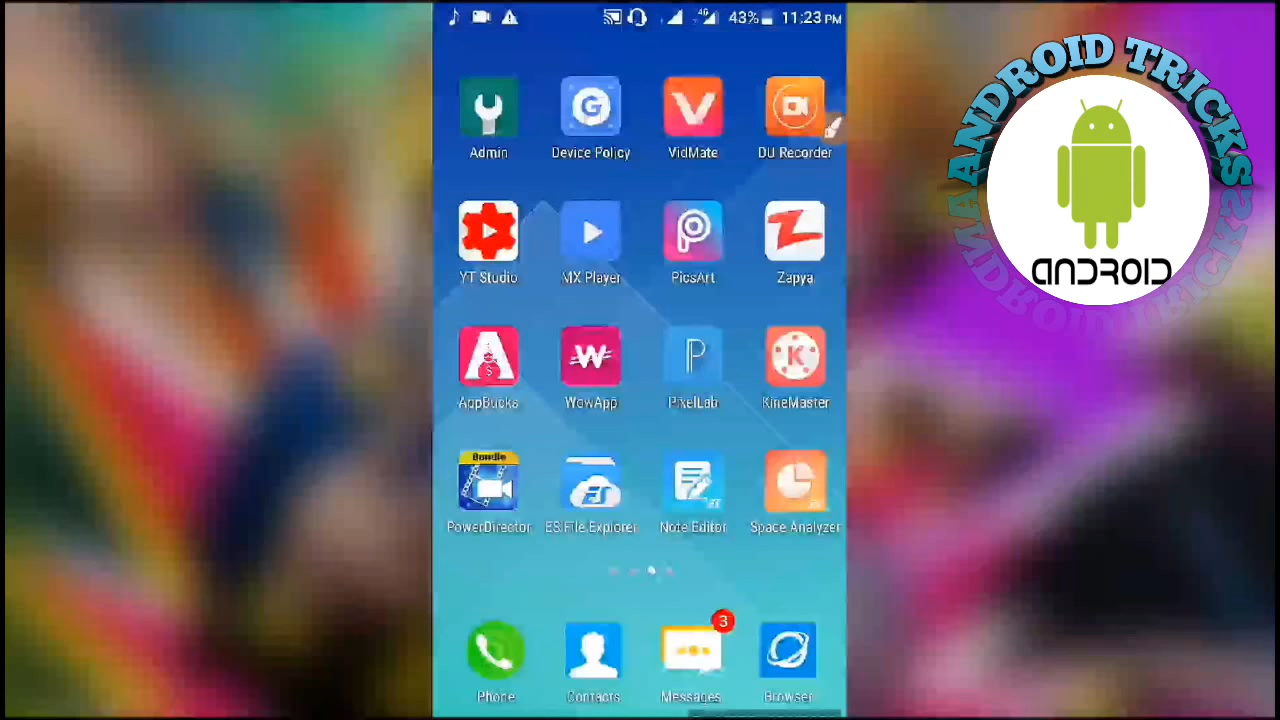 4G 43% 11:23 PM
Admin Device Policy VidMate DU Recorder
YT Studio MX Player PicsArt Zapya
AppBucks WowApp PixelLab KineMaster
Bundle
PowerDirector ES File Explorer Note Editor Space Analyzer
3
Phone Contacts Messages Browser
ANDROID TRICKS
ANDROID